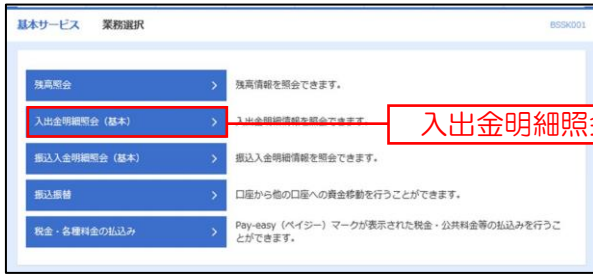 基本サービス 業務選択 BSSK001
残高照会 > 残高情報を照会できます。
入出金明細照会（基本） > 入出金明細情報を照会できます。
入出金明細照会
振込入金明細照会（基本） > 振込入金明細情報を照会できます。
振込振替 > 口座から他の口座への資金移動を行うことができます。
税金・各種料金の払込み > Pay-easy（ペイジー）マークが表示された税金・公共料金等の払込みを行うこ
とができます。